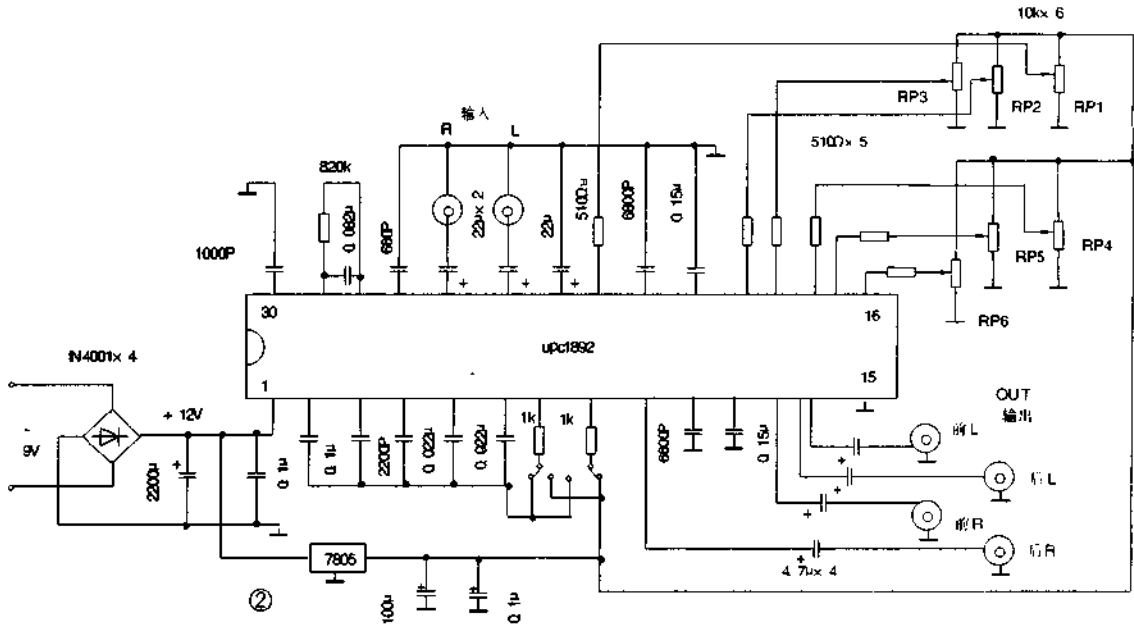 10k× 6
RP3
RP2
RP1
输入
R
L
510Ω× 5
820k
0.082μ
1000P
680P
22μ× 2
22μ
510Ω
6800P
0.15μ
RP4
RP5
RP6
30
16
upc1892
1
15
IN4001× 4
+ 12V
~
9V
2200μ
0.1μ
0.1μ
2200P
0.022μ
0.022μ
1k
1k
6800P
0.15μ
OUT
输出
前L
后L
前R
后R
4.7μ× 4
7805
100μ
0.1μ
②